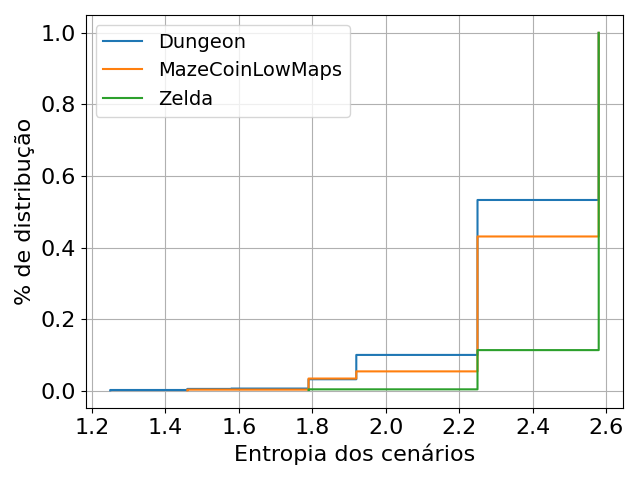 Dungeon
MazeCoinLowMaps
Zelda
1.0
0.8
0.6
0.4
0.2
0.0
% de distribução
1.2 1.4 1.6 1.8 2.0 2.2 2.4 2.6
Entropia dos cenários